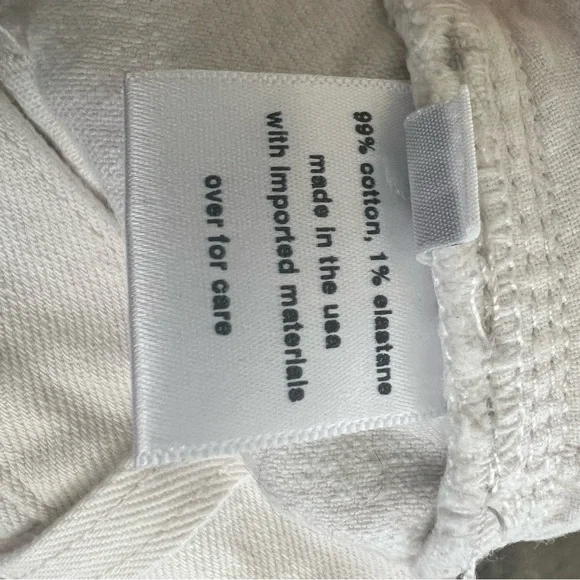 99% cotton, 1% elastane
made in the usa
with imported materials
over for care